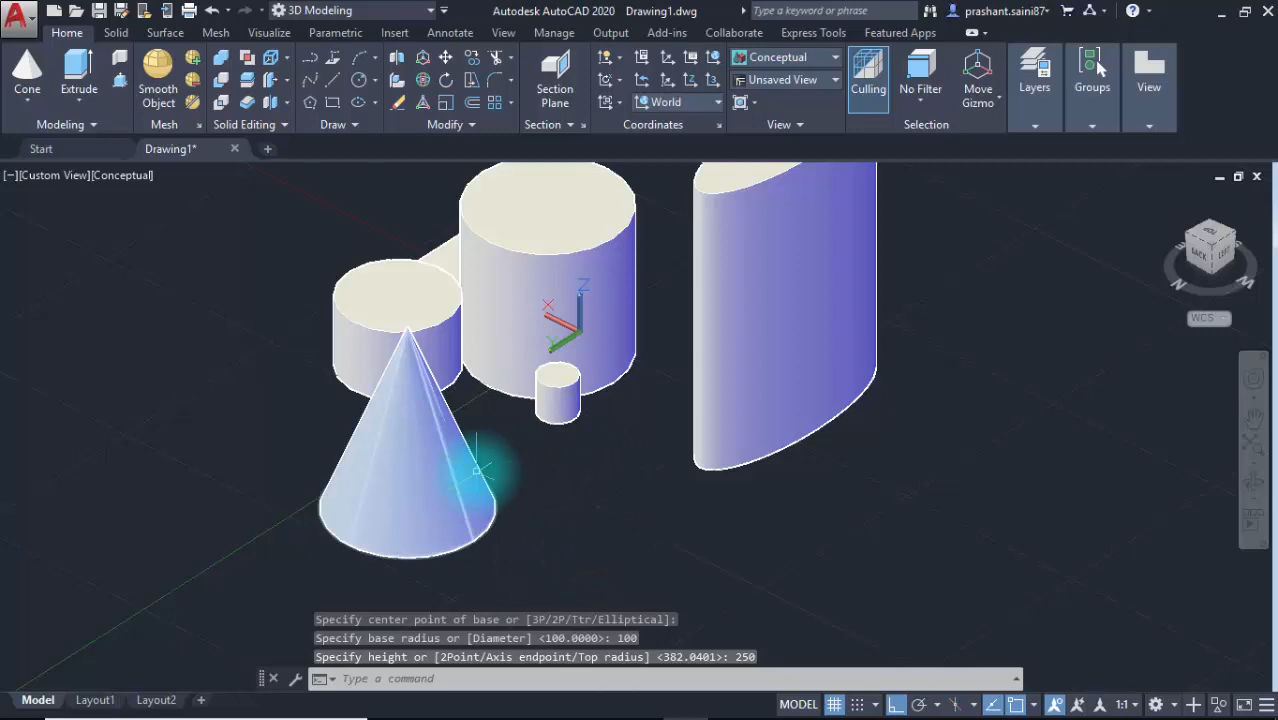 A 3D Modeling Autodesk AutoCAD 2020 Drawing1.dwg Type a keyword or phrase prashant.saini87 ?
Home Solid Surface Mesh Visualize Parametric Insert Annotate View Manage Output Add-ins Collaborate Express Tools Featured Apps
Cone Extrude Smooth Object Section Plane Conceptual Unsaved View World Culling No Filter Move Gizmo Layers Groups View
Modeling Mesh Solid Editing Draw Modify Section Coordinates View Selection
Start Drawing1* +
[−][Custom View][Conceptual]
BACK LEFT
N W
WCS
Z
X
Y
Specify center point of base or [3P/2P/Ttr/Elliptical]:
Specify base radius or [Diameter] <100.0000>: 100
Specify height or [2Point/Axis endpoint/Top radius] <382.0401>: 250
Type a command
Model Layout1 Layout2 + MODEL 1:1